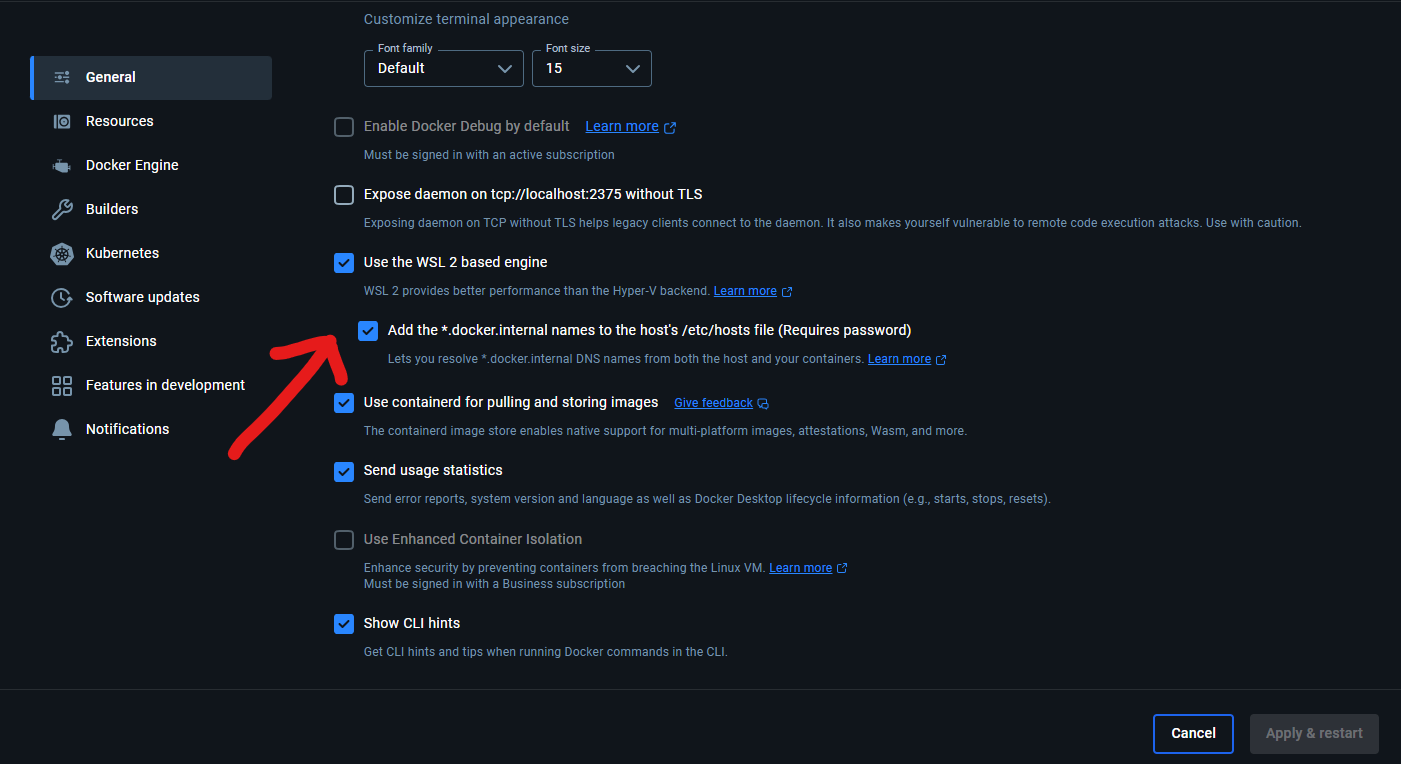 Customize terminal appearance
Font family
Default
Font size
15
General
Resources
Docker Engine
Builders
Kubernetes
Software updates
Extensions
Features in development
Notifications
Enable Docker Debug by default Learn more
Must be signed in with an active subscription
Expose daemon on tcp://localhost:2375 without TLS
Exposing daemon on TCP without TLS helps legacy clients connect to the daemon. It also makes yourself vulnerable to remote code execution attacks. Use with caution.
Use the WSL 2 based engine
WSL 2 provides better performance than the Hyper-V backend. Learn more
Add the *.docker.internal names to the host's /etc/hosts file (Requires password)
Lets you resolve *.docker.internal DNS names from both the host and your containers. Learn more
Use containerd for pulling and storing images Give feedback
The containerd image store enables native support for multi-platform images, attestations, Wasm, and more.
Send usage statistics
Send error reports, system version and language as well as Docker Desktop lifecycle information (e.g., starts, stops, resets).
Use Enhanced Container Isolation
Enhance security by preventing containers from breaching the Linux VM. Learn more
Must be signed in with a Business subscription
Show CLI hints
Get CLI hints and tips when running Docker commands in the CLI.
Cancel
Apply & restart